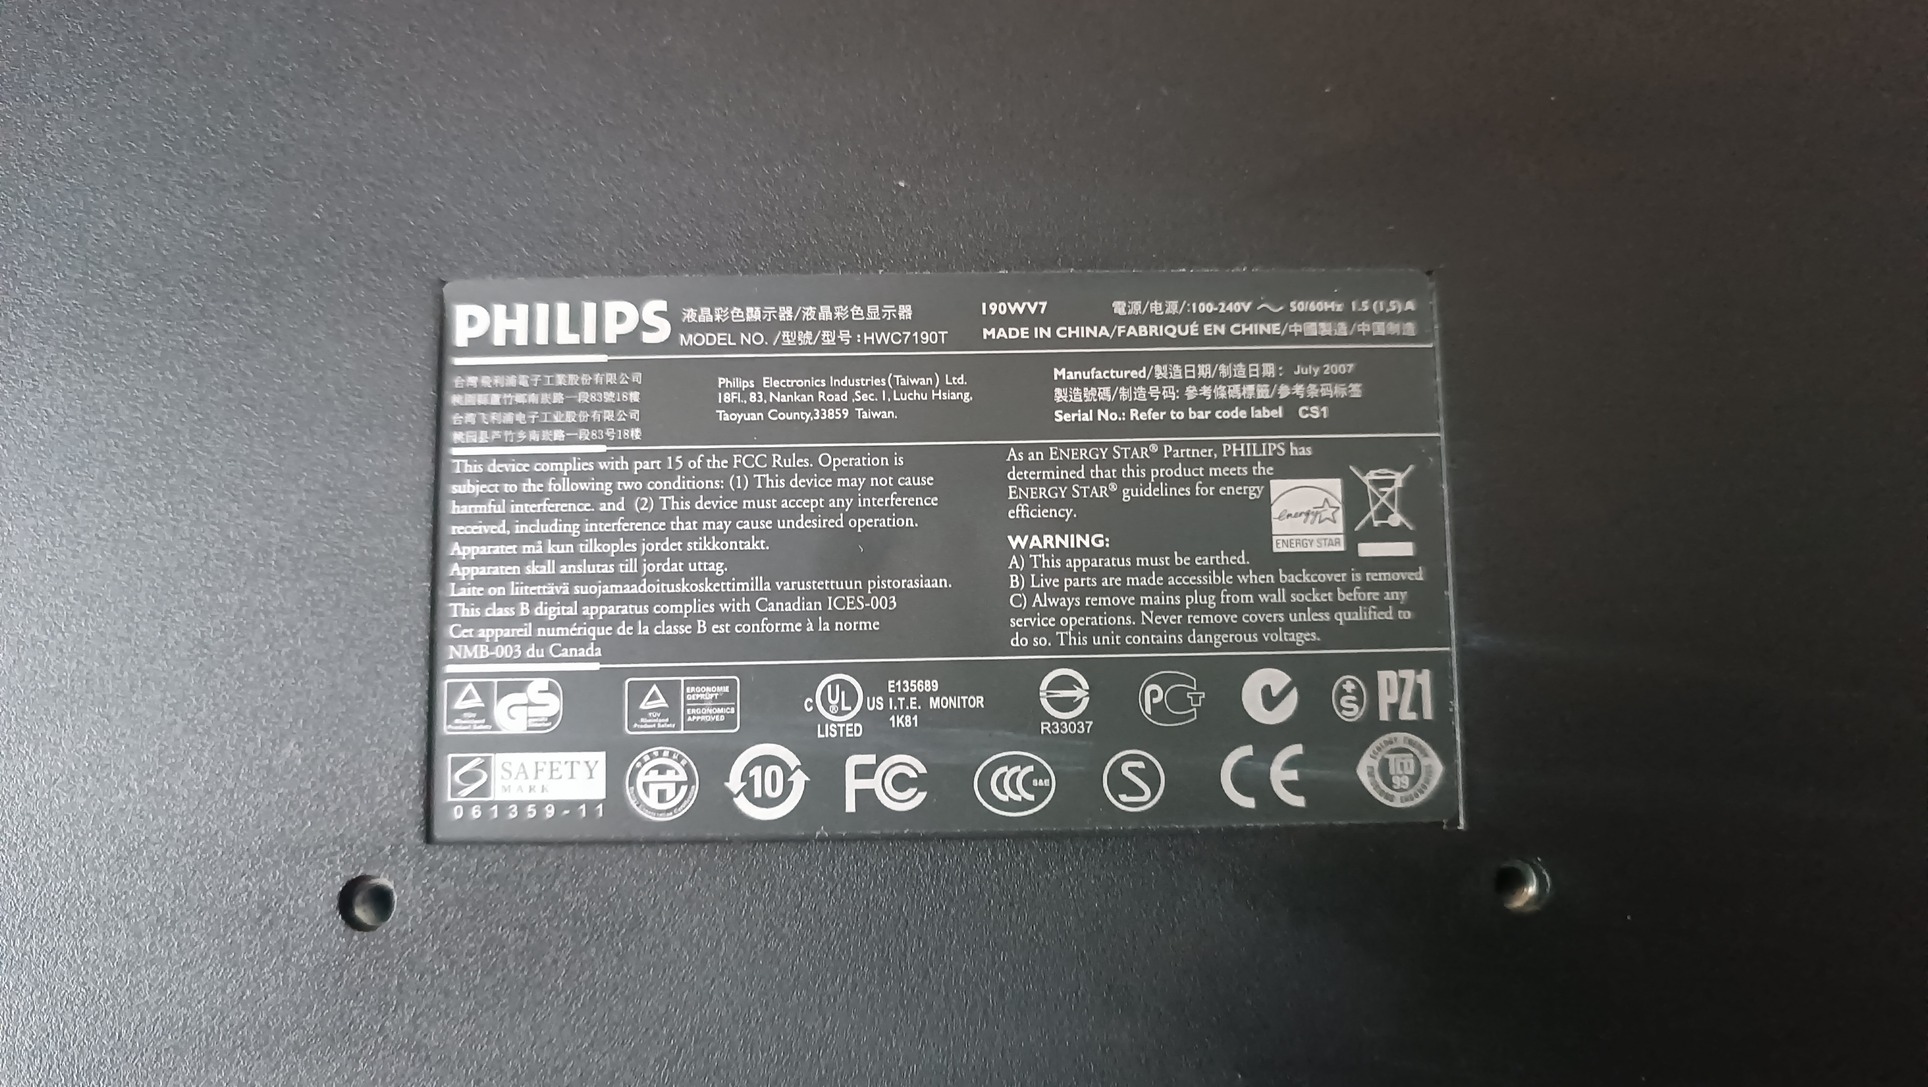 PHILIPS
液晶彩色顯示器/液晶彩色显示器
MODEL NO. /型號/型号 : HWC7190T
190WV7
電源/电源/:100-240V ～ 50/60Hz 1.5 (1.5) A
MADE IN CHINA/FABRIQUÉ EN CHINE/中國製造/中国制造
台灣飛利浦電子工業股份有限公司
桃園縣蘆竹鄉南崁路一段83號18樓
台湾飞利浦电子工业股份有限公司
桃园县芦竹乡南崁路一段83号18楼
Philips Electronics Industries (Taiwan) Ltd.
18Fl., 83, Nankan Road ,Sec. 1, Luchu Hsiang,
Taoyuan County,33859 Taiwan.
Manufactured/製造日期/制造日期: July 2007
製造號碼/制造号码: 參考條碼標籤/参考条码标签
Serial No.: Refer to bar code label CS1
This device complies with part 15 of the FCC Rules. Operation is
subject to the following two conditions: (1) This device may not cause
harmful interference. and (2) This device must accept any interference
received, including interference that may cause undesired operation.
Apparatet må kun tilkoples jordet stikkontakt.
Apparaten skall anslutas till jordat uttag.
Laite on liitettävä suojamaadoituskoskettimilla varustettuun pistorasiaan.
This class B digital apparatus complies with Canadian ICES-003
Cet appareil numérique de la classe B est conforme à la norme
NMB-003 du Canada
As an ENERGY STAR® Partner, PHILIPS has
determined that this product meets the
ENERGY STAR® guidelines for energy
efficiency.
energy
ENERGY STAR
WARNING:
A) This apparatus must be earthed.
B) Live parts are made accessible when backcover is removed
C) Always remove mains plug from wall socket before any
service operations. Never remove covers unless qualified to
do so. This unit contains dangerous voltages.
TÜV
Rheinland
Product Safety
GS
TÜV
Rheinland
Product Safety
ERGONOMIE
GEPRÜFT
ERGONOMICS
APPROVED
C UL US
LISTED
E135689
I.T.E. MONITOR
1K81
R33037
PCT
+S
PZ1
SAFETY
MARK
061359-11
10
FC
CCC
S&E
S
CE
ECOLOGY ENERGY
TCO
99